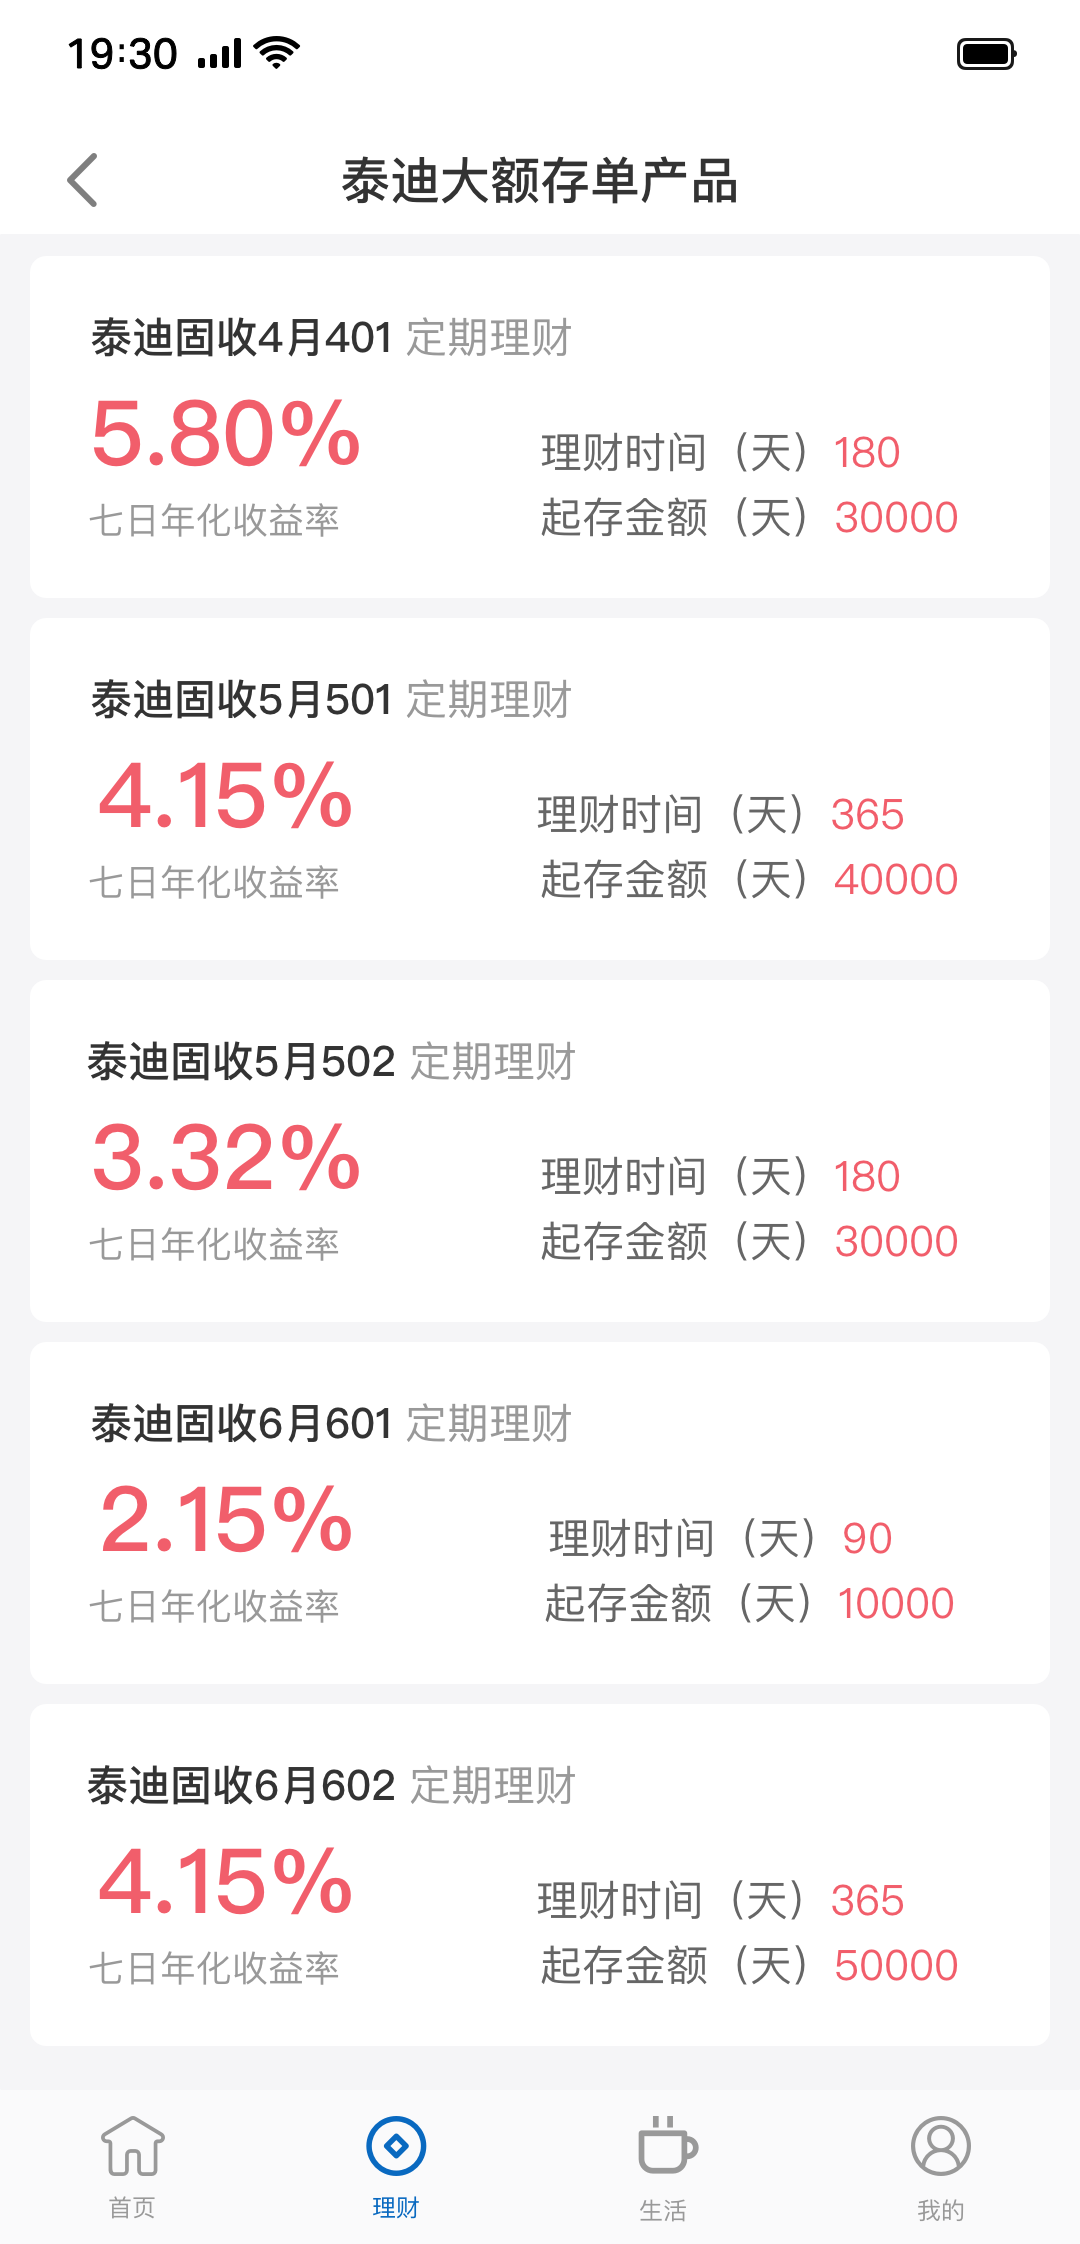 19:30
泰迪大额存单产品
泰迪固收4月401 定期理财
5.80%
理财时间（天）180
七日年化收益率
起存金额（天）30000
泰迪固收5月501 定期理财
4.15%
理财时间（天）365
七日年化收益率
起存金额（天）40000
泰迪固收5月502 定期理财
3.32%
理财时间（天）180
七日年化收益率
起存金额（天）30000
泰迪固收6月601 定期理财
2.15%
理财时间（天）90
七日年化收益率
起存金额（天）10000
泰迪固收6月602 定期理财
4.15%
理财时间（天）365
七日年化收益率
起存金额（天）50000
首页 理财 生活 我的